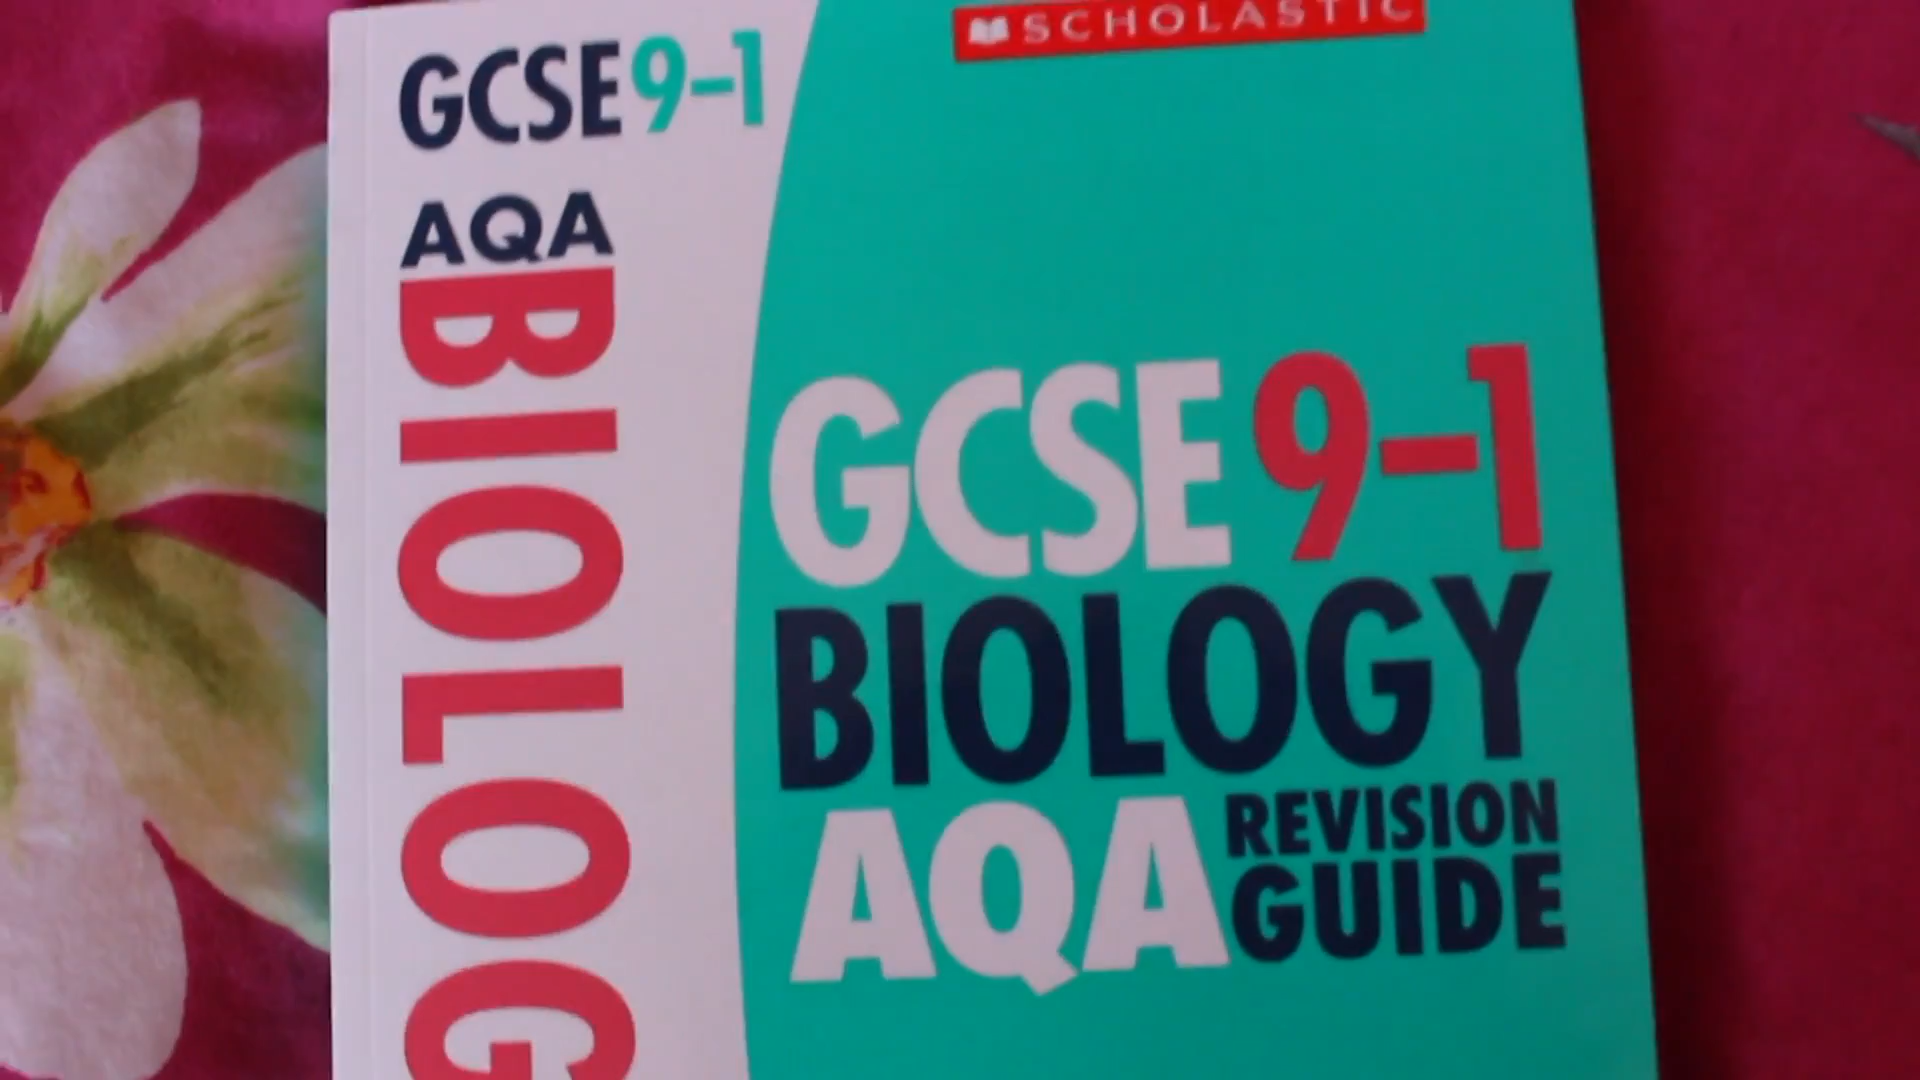 SCHOLASTIC
GCSE 9-1
AQA
BIOLOG
GCSE 9-1
BIOLOGY
AQA REVISION
GUIDE